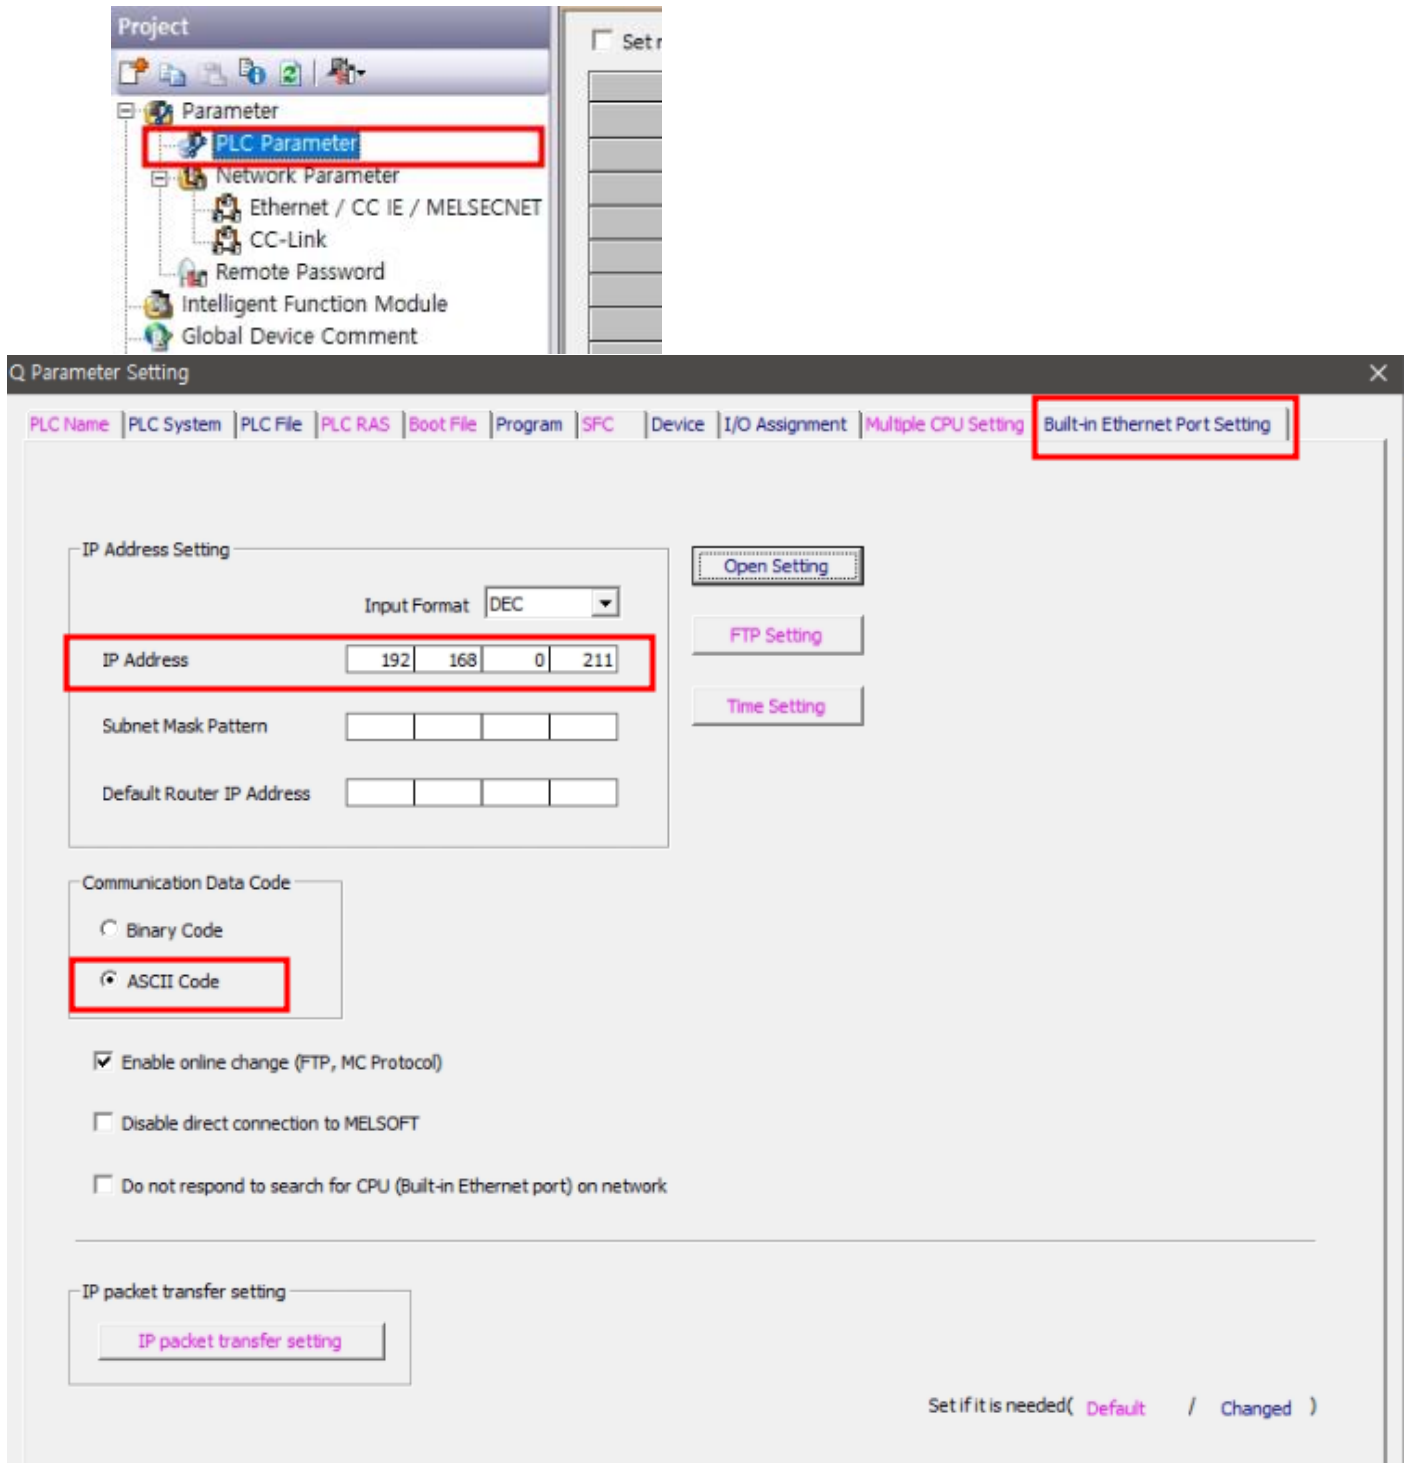 Project
Set r
Parameter
PLC Parameter
Network Parameter
Ethernet / CC IE / MELSECNET
CC-Link
Remote Password
Intelligent Function Module
Global Device Comment
Q Parameter Setting
PLC Name PLC System PLC File PLC RAS Boot File Program SFC Device I/O Assignment Multiple CPU Setting Built-in Ethernet Port Setting
IP Address Setting
Open Setting
Input Format DEC
FTP Setting
IP Address 192 168 0 211
Time Setting
Subnet Mask Pattern
Default Router IP Address
Communication Data Code
Binary Code
ASCII Code
Enable online change (FTP, MC Protocol)
Disable direct connection to MELSOFT
Do not respond to search for CPU (Built-in Ethernet port) on network
IP packet transfer setting
IP packet transfer setting
Set if it is needed( Default / Changed )